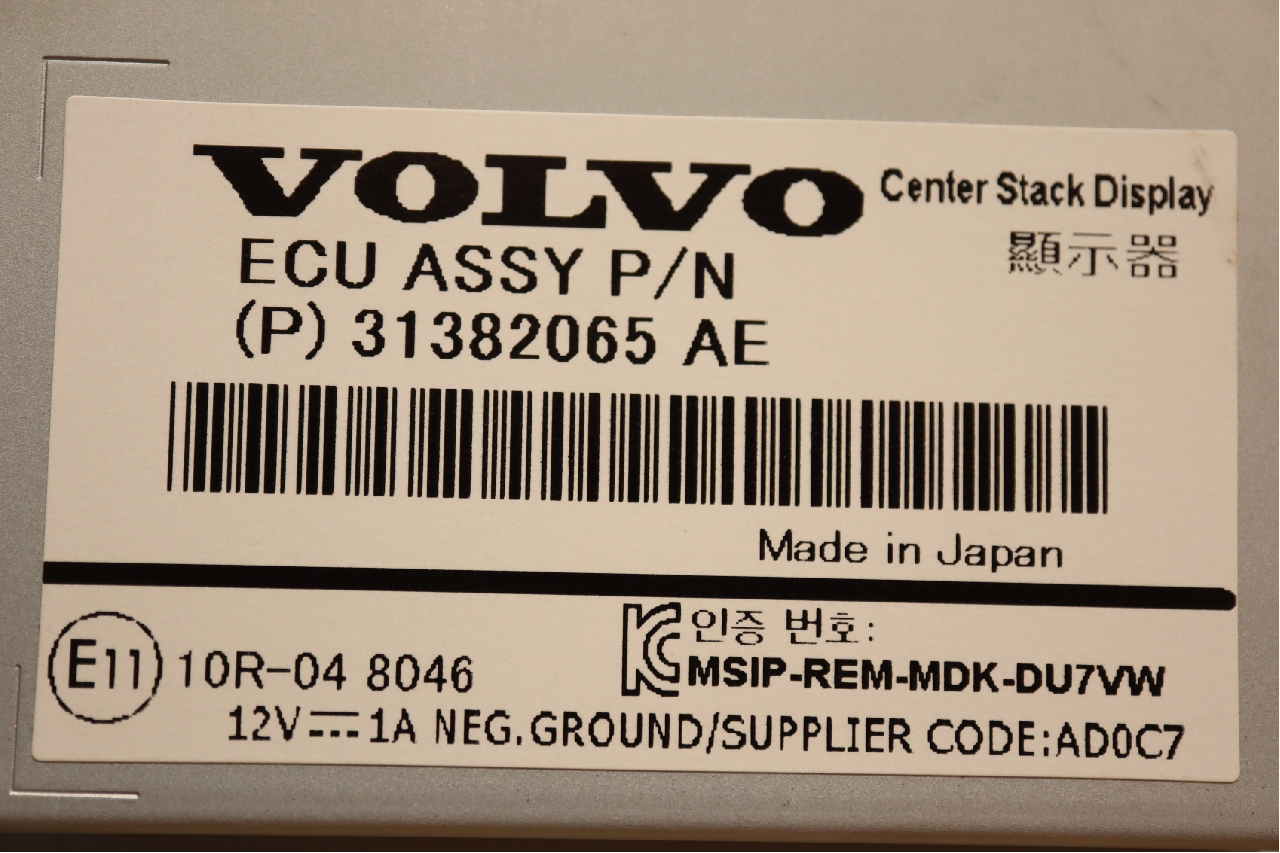 VOLVO Center Stack Display
顯示器
ECU ASSY P/N
(P) 31382065 AE
Made in Japan
E11 10R-04 8046
인증 번호:
MSIP-REM-MDK-DU7VW
12V⎓1A NEG.GROUND/SUPPLIER CODE:AD0C7